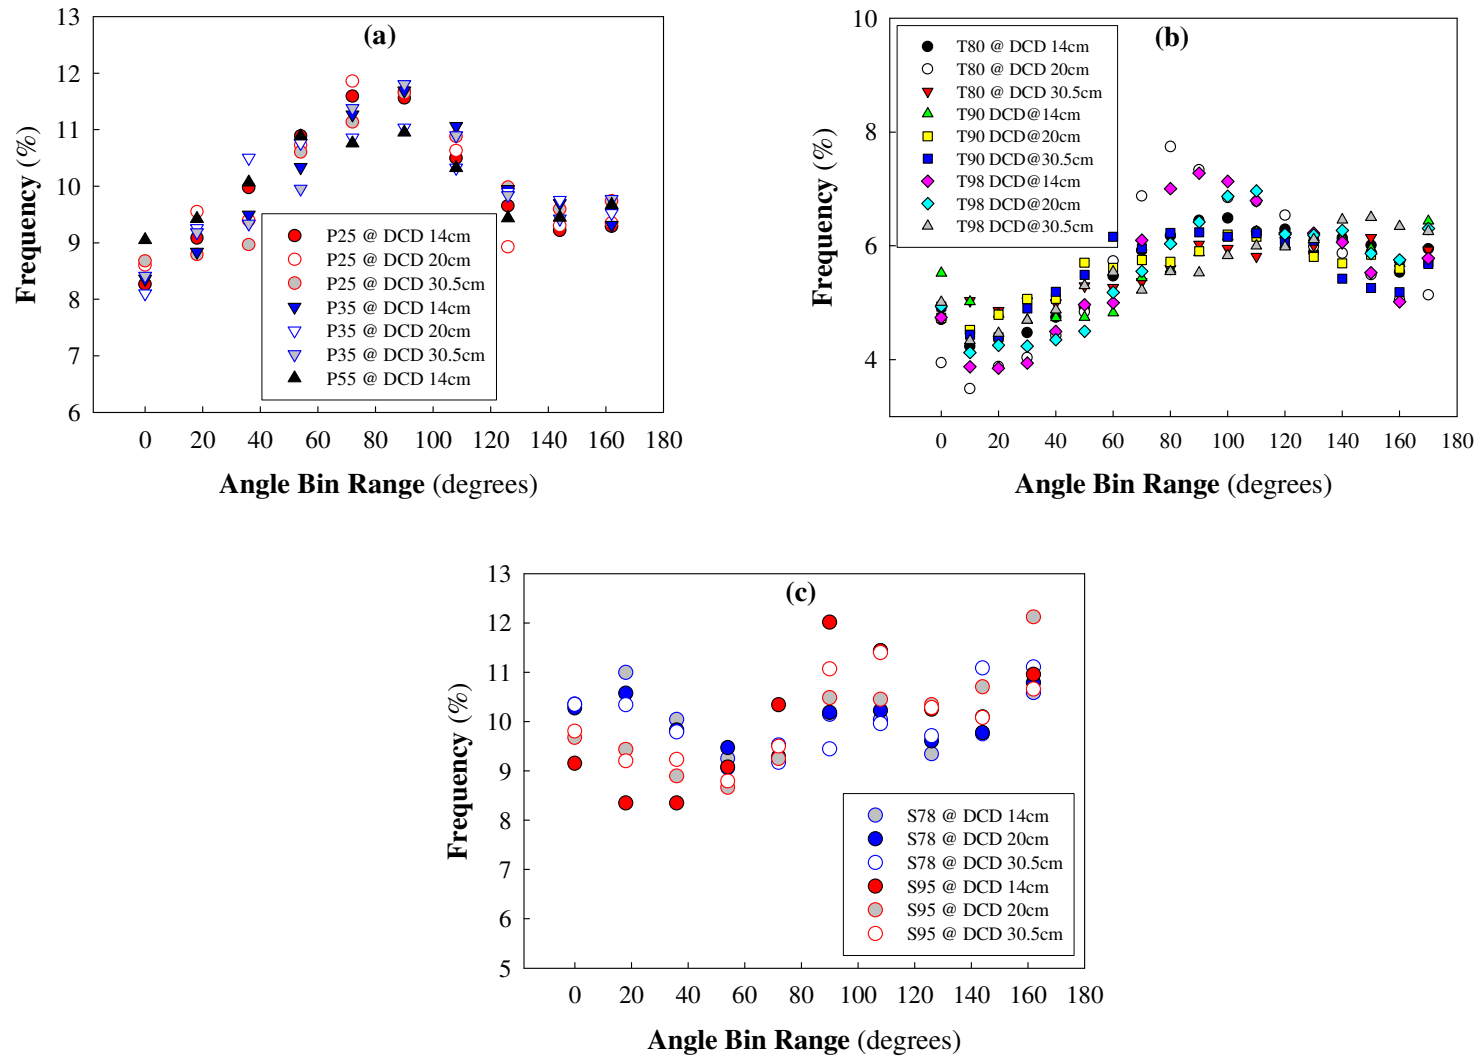 (a)
13
12
11
10
9
8
7
6
Frequency (%)
P25 @ DCD 14cm
P25 @ DCD 20cm
P25 @ DCD 30.5cm
P35 @ DCD 14cm
P35 @ DCD 20cm
P35 @ DCD 30.5cm
P55 @ DCD 14cm
0 20 40 60 80 100 120 140 160 180
Angle Bin Range (degrees)
(b)
10
8
6
4
Frequency (%)
T80 @ DCD 14cm
T80 @ DCD 20cm
T80 @ DCD 30.5cm
T90 DCD@14cm
T90 DCD@20cm
T90 DCD@30.5cm
T98 DCD@14cm
T98 DCD@20cm
T98 DCD@30.5cm
0 20 40 60 80 100 120 140 160 180
Angle Bin Range (degrees)
(c)
13
12
11
10
9
8
7
6
5
Frequency (%)
S78 @ DCD 14cm
S78 @ DCD 20cm
S78 @ DCD 30.5cm
S95 @ DCD 14cm
S95 @ DCD 20cm
S95 @ DCD 30.5cm
0 20 40 60 80 100 120 140 160 180
Angle Bin Range (degrees)